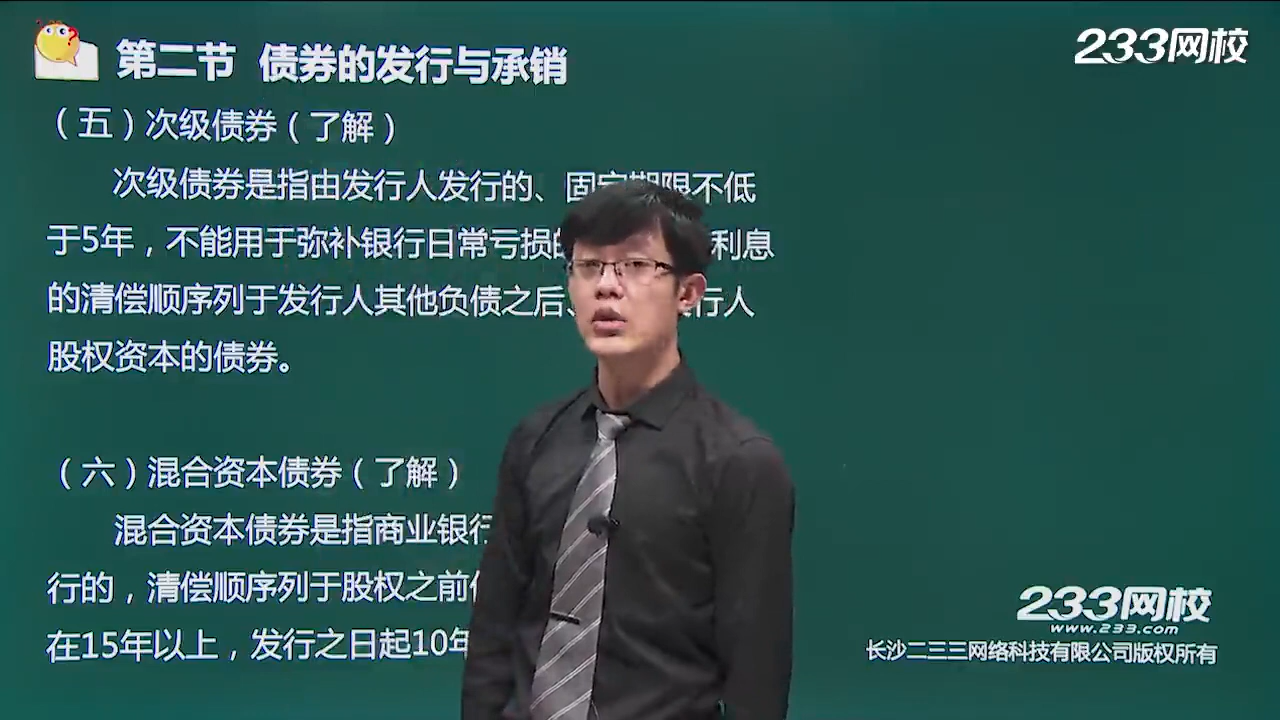 第二节 债券的发行与承销
233网校
（五）次级债券（了解）
次级债券是指由发行人发行的、固定期限不低
于5年，不能用于弥补银行日常亏损的 利息
的清偿顺序列于发行人其他负债之后、 行人
股权资本的债券。
（六）混合资本债券（了解）
混合资本债券是指商业银行
行的，清偿顺序列于股权之前
在15年以上，发行之日起10年
233网校
www.233.com
长沙二三三网络科技有限公司版权所有